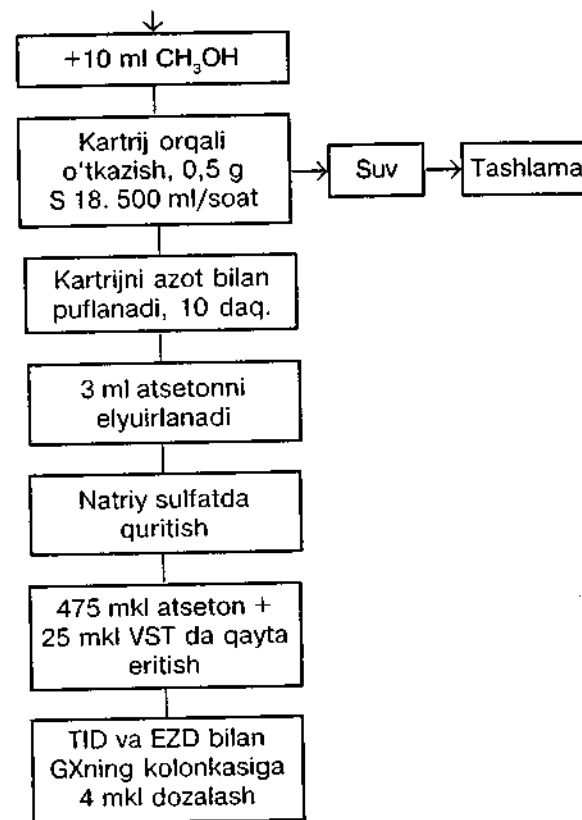 +10 ml CH₃OH
Kartrij orqali
o‘tkazish, 0,5 g
S 18. 500 ml/soat
Suv
Tashlama
Kartrijni azot bilan
puflanadi, 10 daq.
3 ml atsetonni
elyuirlanadi
Natriy sulfatda
quritish
475 mkl atseton +
25 mkl VST da qayta
eritish
TID va EZD bilan
GXning kolonkasiga
4 mkl dozalash